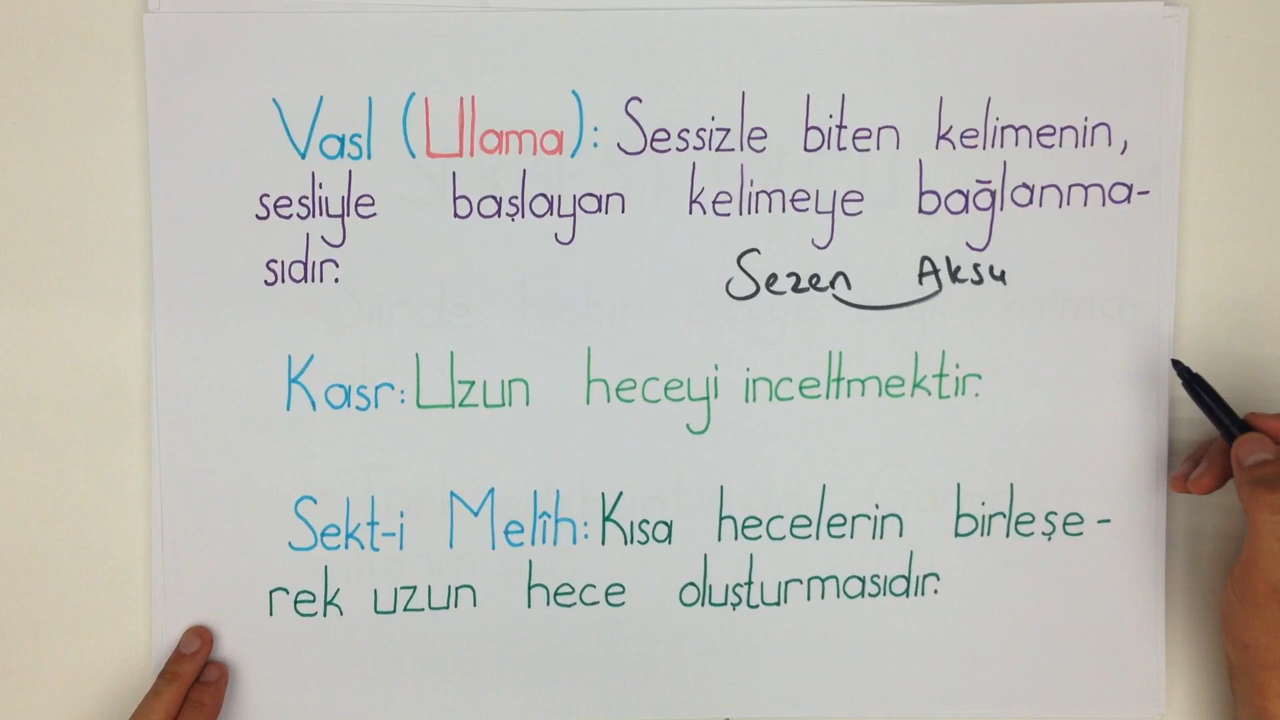 Vasl (Ulama): Sessizle biten kelimenin,
sesliyle başlayan kelimeye bağlanma-
sıdır.
Sezen Aksu
Kasr: Uzun heceyi inceltmektir.
Sekt-i Melîh: Kısa hecelerin birleşe-
rek uzun hece oluşturmasıdır.